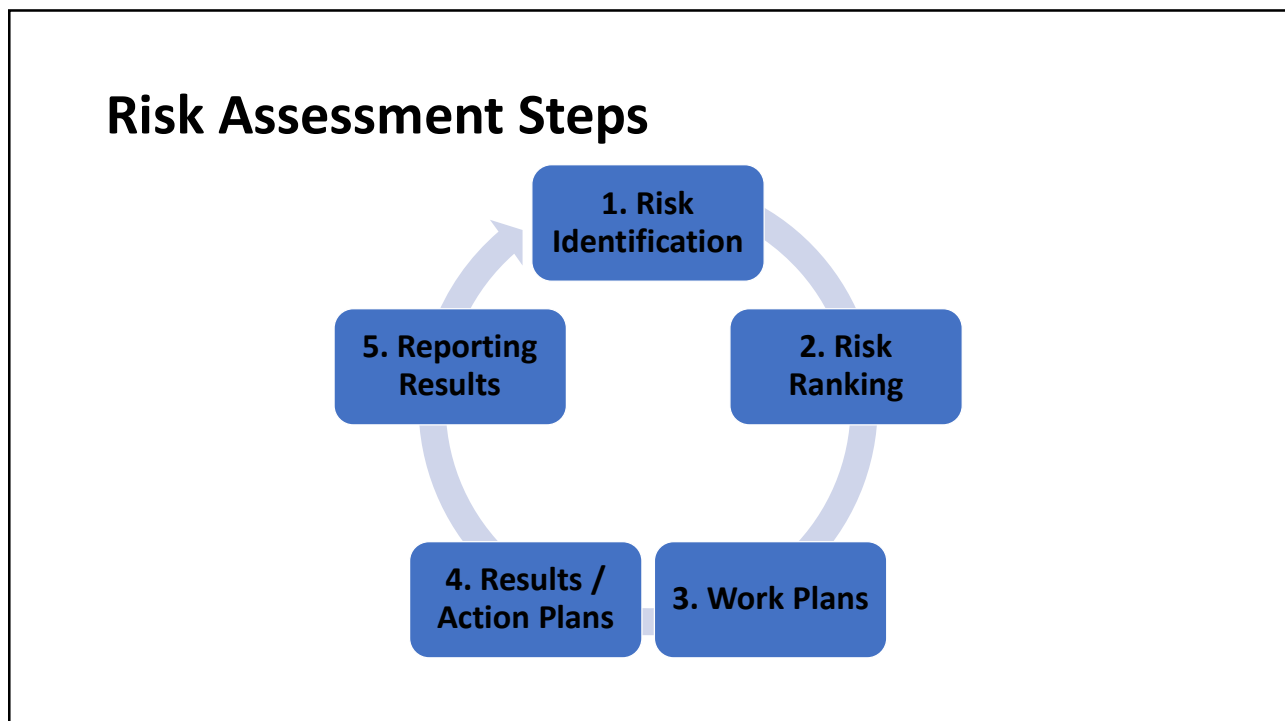 Risk Assessment Steps
1. Risk
Identification
2. Risk
Ranking
3. Work Plans
4. Results /
Action Plans
5. Reporting
Results